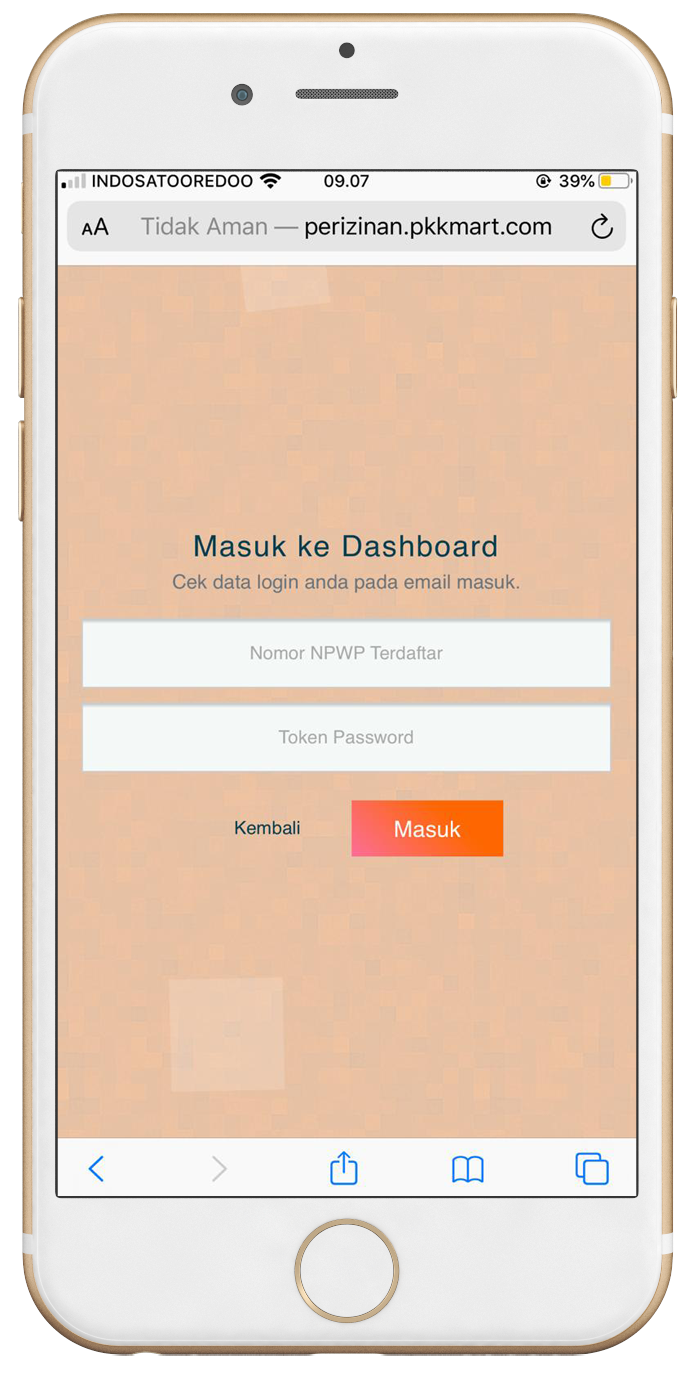 INDOSATOOREDOO 09.07 39%
AA Tidak Aman — perizinan.pkkmart.com
Masuk ke Dashboard
Cek data login anda pada email masuk.
Nomor NPWP Terdaftar
Token Password
Kembali Masuk